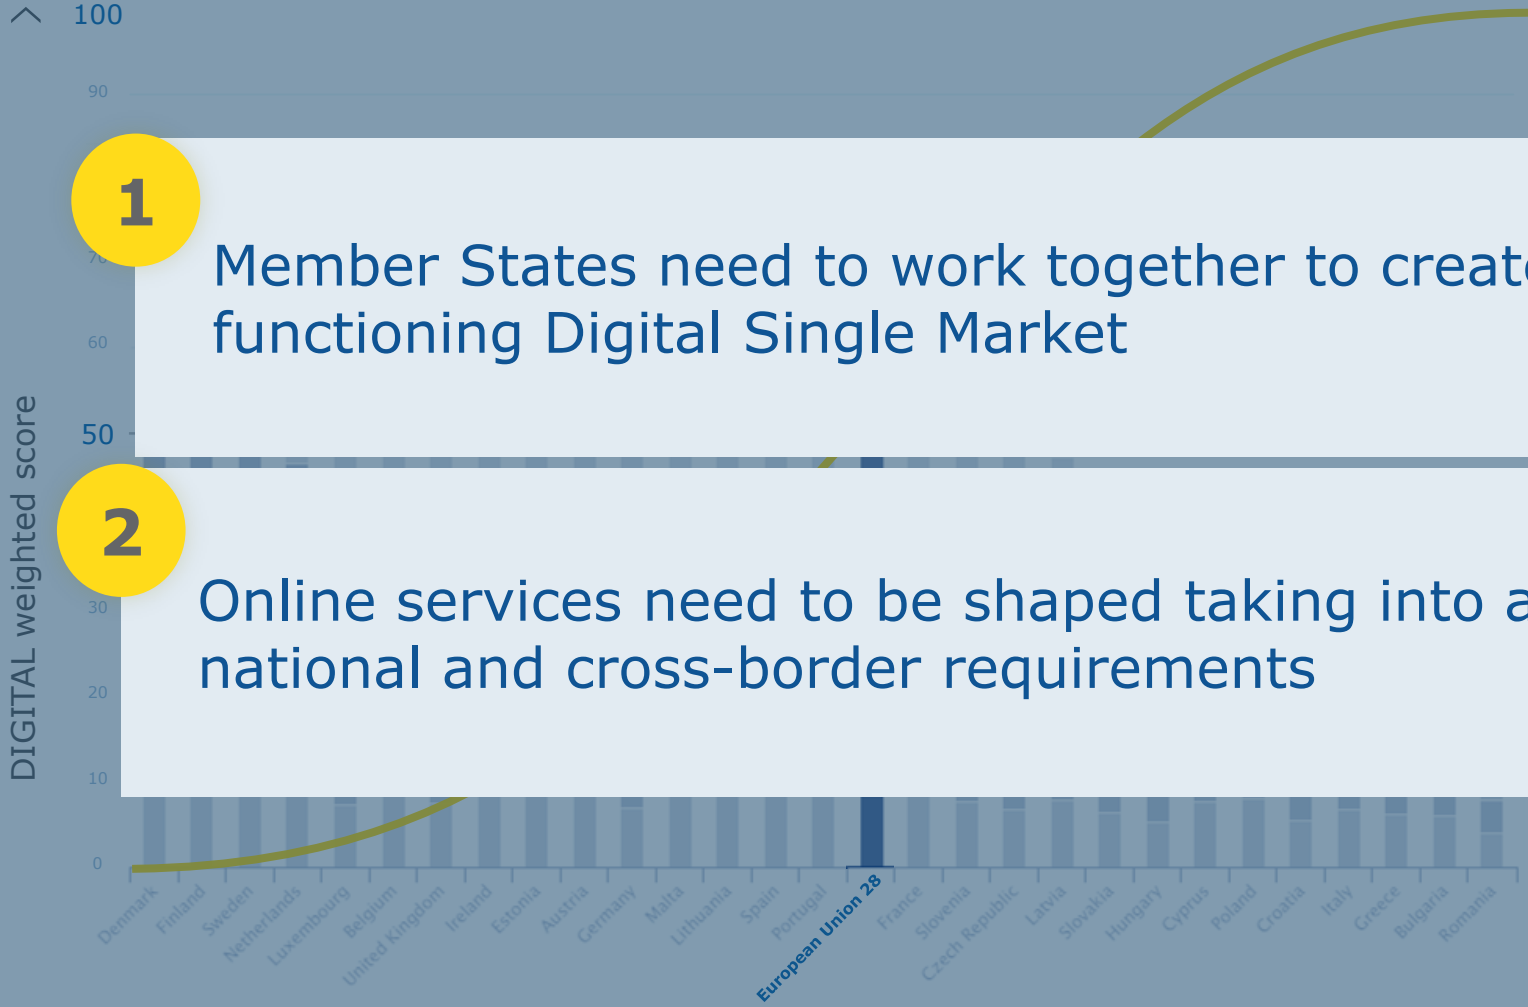 100
90
1
70
Member States need to work together to create
functioning Digital Single Market
60
50
DIGITAL weighted score
2
30
Online services need to be shaped taking into
national and cross-border requirements
20
10
0
Denmark
Finland
Sweden
Netherlands
Luxembourg
Belgium
United Kingdom
Ireland
Estonia
Austria
Germany
Malta
Lithuania
Spain
Portugal
European Union 28
France
Slovenia
Czech Republic
Latvia
Slovakia
Hungary
Cyprus
Poland
Croatia
Italy
Greece
Bulgaria
Romania